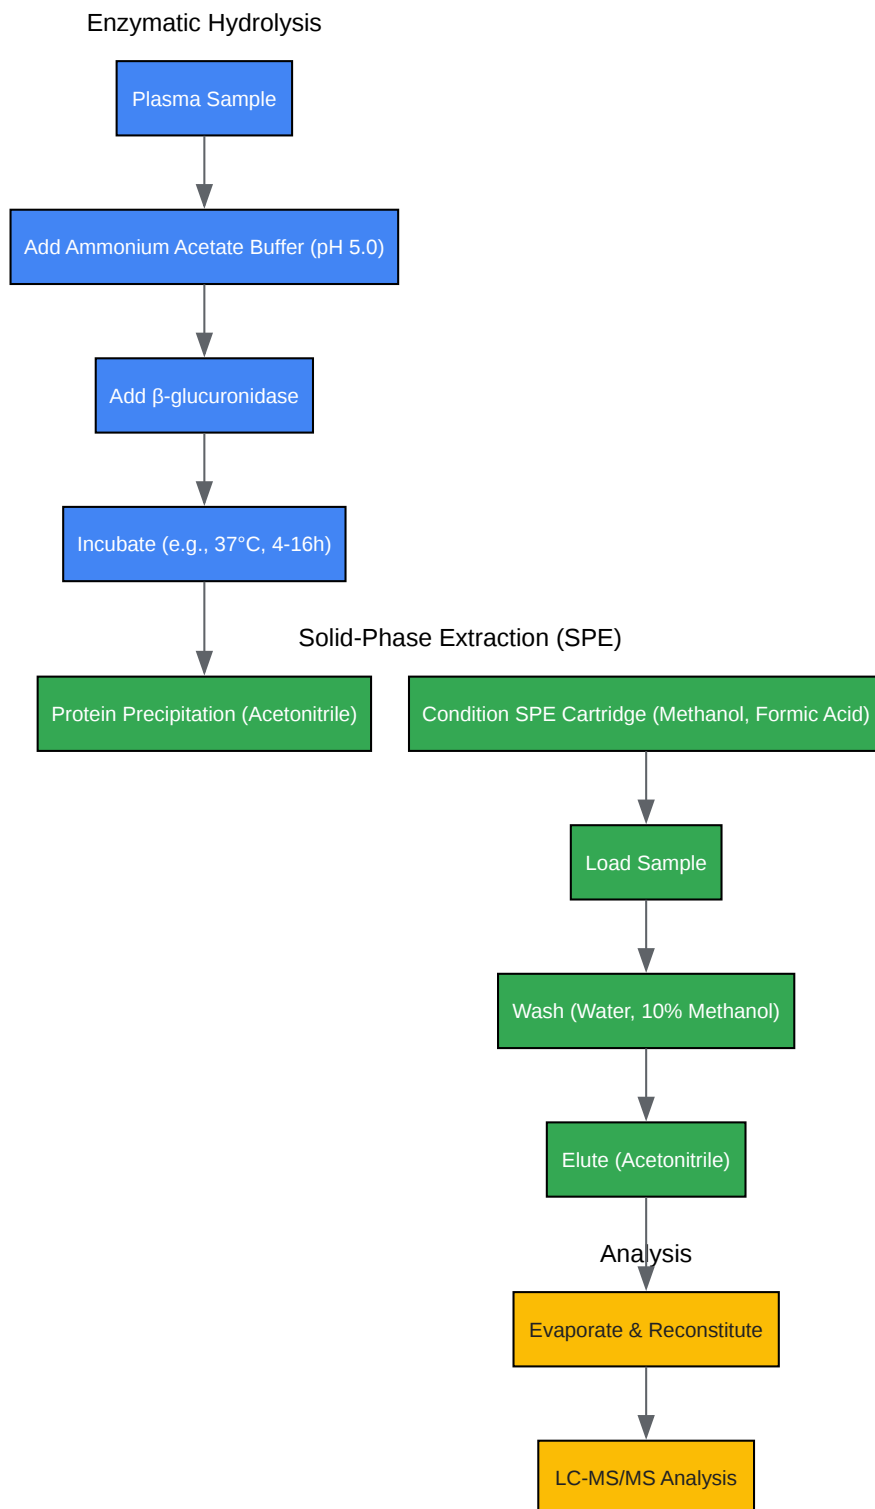 Enzymatic Hydrolysis
Plasma Sample
Add Ammonium Acetate Buffer (pH 5.0)
Add β-glucuronidase
Incubate (e.g., 37°C, 4-16h)
Solid-Phase Extraction (SPE)
Protein Precipitation (Acetonitrile)
Condition SPE Cartridge (Methanol, Formic Acid)
Load Sample
Wash (Water, 10% Methanol)
Elute (Acetonitrile)
Analysis
Evaporate & Reconstitute
LC-MS/MS Analysis